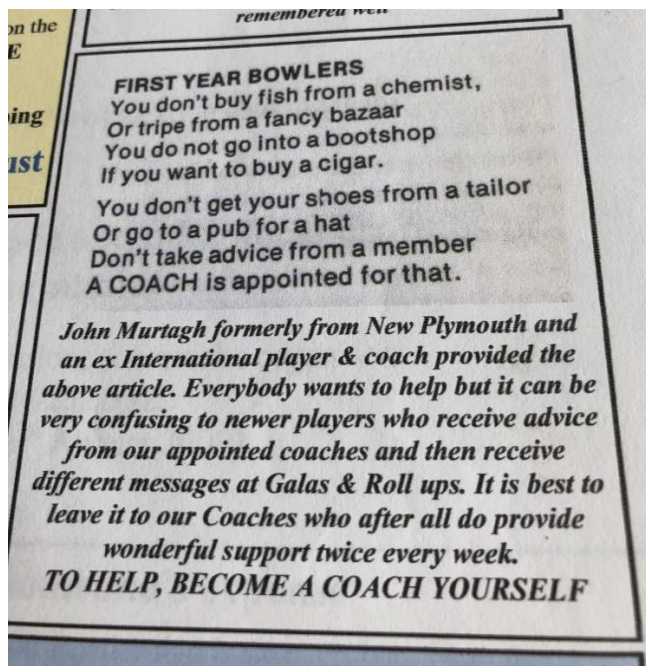 on the
remembered well
E
ing
ust
FIRST YEAR BOWLERS
You don't buy fish from a chemist,
Or tripe from a fancy bazaar
You do not go into a bootshop
If you want to buy a cigar.
You don't get your shoes from a tailor
Or go to a pub for a hat
Don't take advice from a member
A COACH is appointed for that.
John Murtagh formerly from New Plymouth and
an ex International player & coach provided the
above article. Everybody wants to help but it can be
very confusing to newer players who receive advice
from our appointed coaches and then receive
different messages at Galas & Roll ups. It is best to
leave it to our Coaches who after all do provide
wonderful support twice every week.
TO HELP, BECOME A COACH YOURSELF